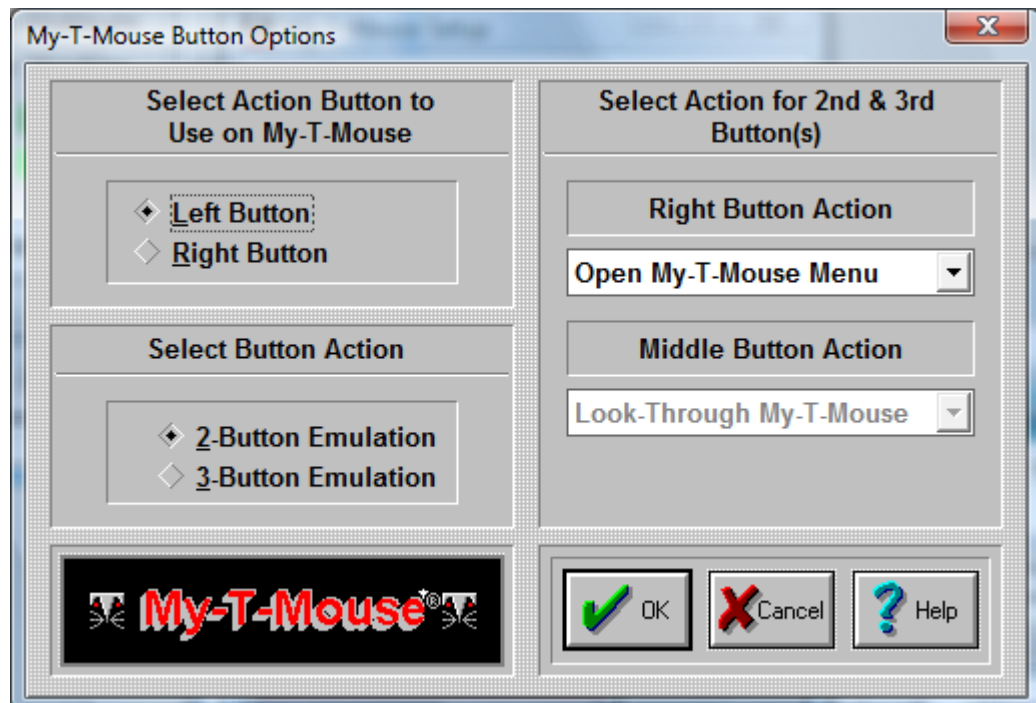 My-T-Mouse Button Options
Select Action Button to
Use on My-T-Mouse
Left Button
Right Button
Select Button Action
2-Button Emulation
3-Button Emulation
Select Action for 2nd & 3rd
Button(s)
Right Button Action
Open My-T-Mouse Menu
Middle Button Action
Look-Through My-T-Mouse
My-T-Mouse®
OK
Cancel
Help